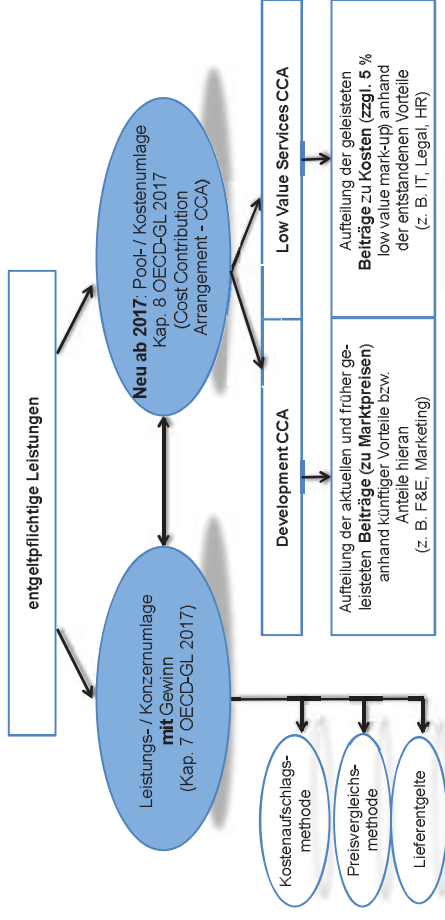 entgeltpflichtige Leistungen
Leistungs- / Konzernumlage
mit Gewinn
(Kap. 7 OECD-GL 2017)
Neu ab 2017: Pool- / Kostenumlage
Kap. 8 OECD-GL 2017
(Cost Contribution
Arrangement - CCA)
Kostenaufschlags-
methode
Preisvergleichs-
methode
Lieferentgelte
Development CCA
Low Value Services CCA
Aufteilung der aktuellen und früher ge-
leisteten Beiträge (zu Marktpreisen)
anhand künftiger Vorteile bzw.
Anteile hieran
(z. B. F&E, Marketing)
Aufteilung der geleisteten
Beiträge zu Kosten (zzgl. 5 %
low value mark-up) anhand
der entstandenen Vorteile
(z. B. IT, Legal, HR)